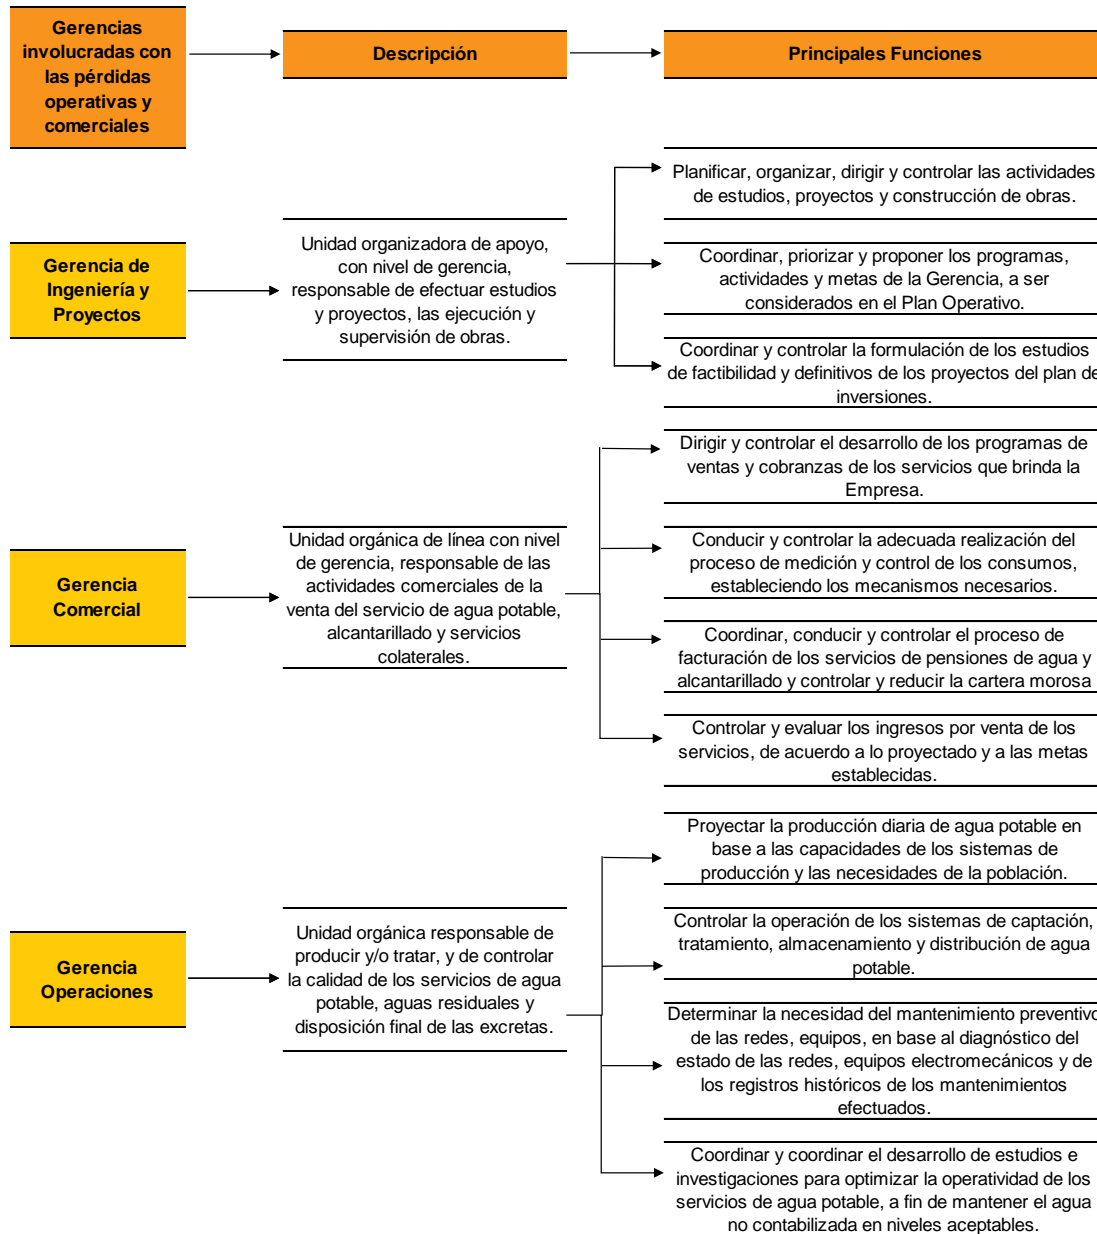 Gerencias
involucradas con
las pérdidas
operativas y
comerciales
Descripción
Principales Funciones
Gerencia de
Ingeniería y
Proyectos
Unidad organizadora de apoyo,
con nivel de gerencia,
responsable de efectuar estudios
y proyectos, las ejecución y
supervisión de obras.
Planificar, organizar, dirigir y controlar las actividades
de estudios, proyectos y construcción de obras.
Coordinar, priorizar y proponer los programas,
actividades y metas de la Gerencia, a ser
considerados en el Plan Operativo.
Coordinar y controlar la formulación de los estudios
de factibilidad y definitivos de los proyectos del plan de
inversiones.
Gerencia
Comercial
Unidad orgánica de línea con nivel
de gerencia, responsable de las
actividades comerciales de la
venta del servicio de agua potable,
alcantarillado y servicios
colaterales.
Dirigir y controlar el desarrollo de los programas de
ventas y cobranzas de los servicios que brinda la
Empresa.
Conducir y controlar la adecuada realización del
proceso de medición y control de los consumos,
estableciendo los mecanismos necesarios.
Coordinar, conducir y controlar el proceso de
facturación de los servicios de pensiones de agua y
alcantarillado y controlar y reducir la cartera morosa
Controlar y evaluar los ingresos por venta de los
servicios, de acuerdo a lo proyectado y a las metas
establecidas.
Gerencia
Operaciones
Unidad orgánica responsable de
producir y/o tratar, y de controlar
la calidad de los servicios de agua
potable, aguas residuales y
disposición final de las excretas.
Proyectar la producción diaria de agua potable en
base a las capacidades de los sistemas de
producción y las necesidades de la población.
Controlar la operación de los sistemas de captación,
tratamiento, almacenamiento y distribución de agua
potable.
Determinar la necesidad del mantenimiento preventivo
de las redes, equipos, en base al diagnóstico del
estado de las redes, equipos electromecánicos y de
los registros históricos de los mantenimientos
efectuados.
Coordinar y coordinar el desarrollo de estudios e
investigaciones para optimizar la operatividad de los
servicios de agua potable, a fin de mantener el agua
no contabilizada en niveles aceptables.